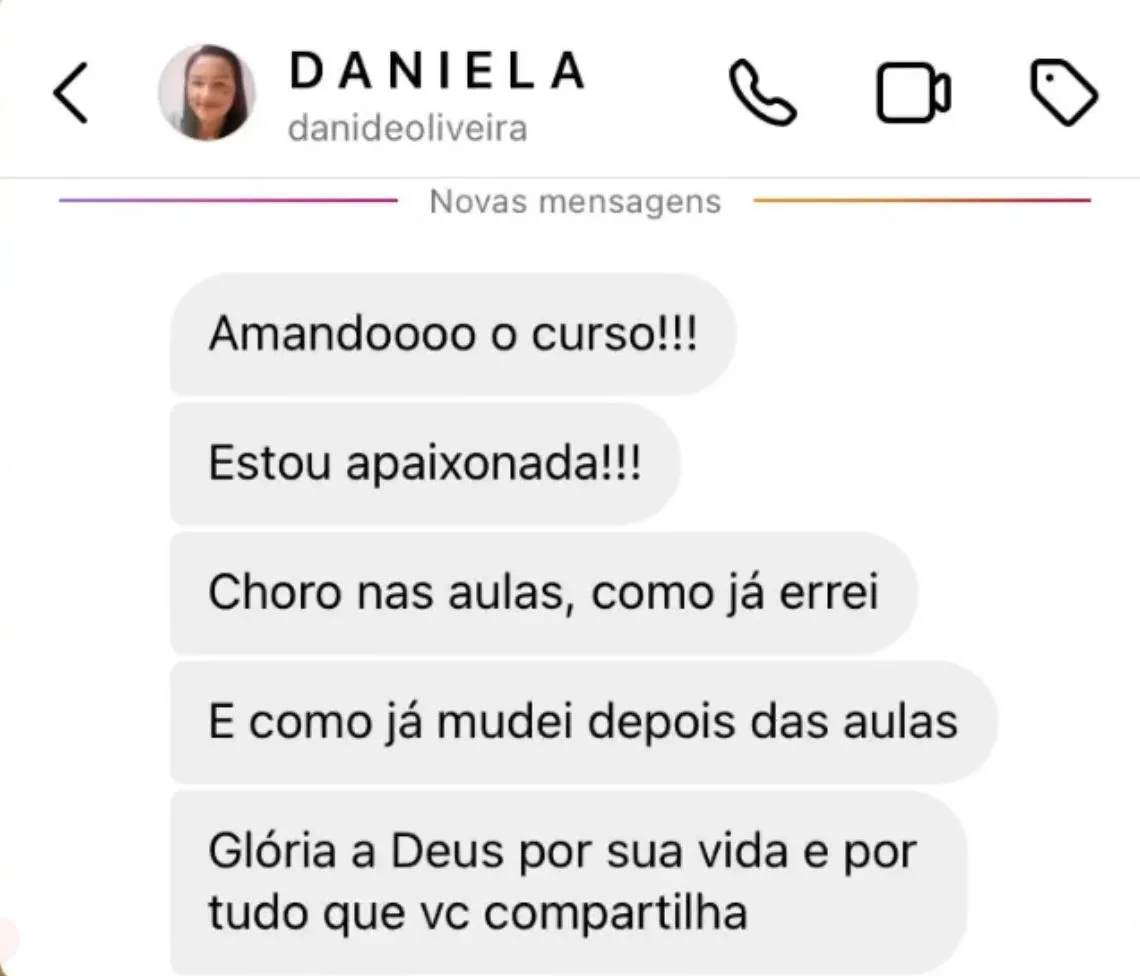 DANIELA
danideoliveira
Novas mensagens
Amandoooo o curso!!!
Estou apaixonada!!!
Choro nas aulas, como já errei
E como já mudei depois das aulas
Glória a Deus por sua vida e por
tudo que vc compartilha